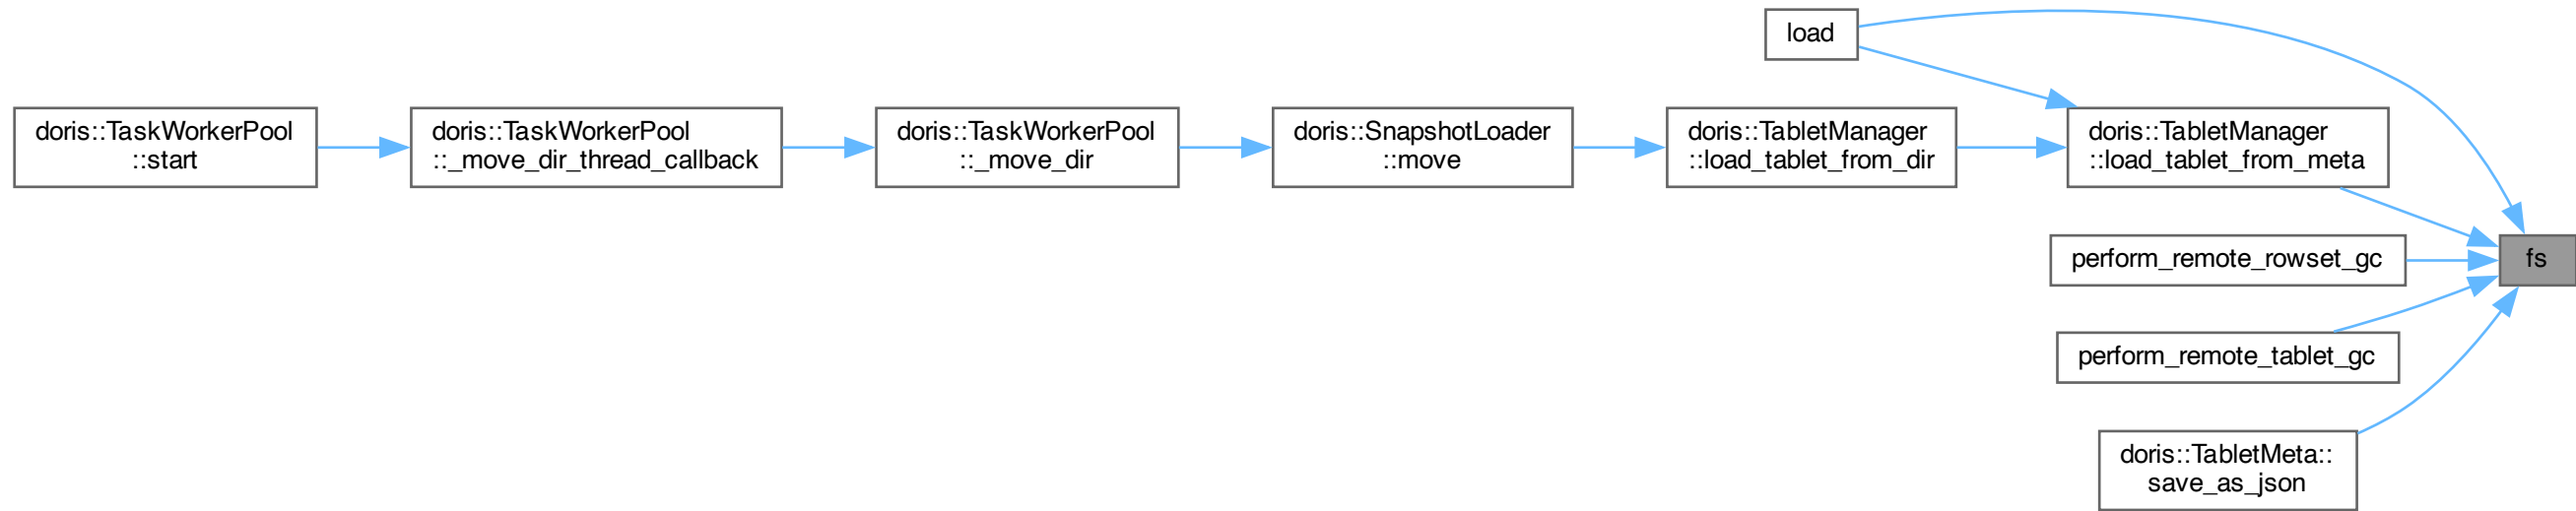 load
doris::TaskWorkerPool
::start
doris::TaskWorkerPool
::_move_dir_thread_callback
doris::TaskWorkerPool
::_move_dir
doris::SnapshotLoader
::move
doris::TabletManager
::load_tablet_from_dir
doris::TabletManager
::load_tablet_from_meta
perform_remote_rowset_gc
fs
perform_remote_tablet_gc
doris::TabletMeta::
save_as_json